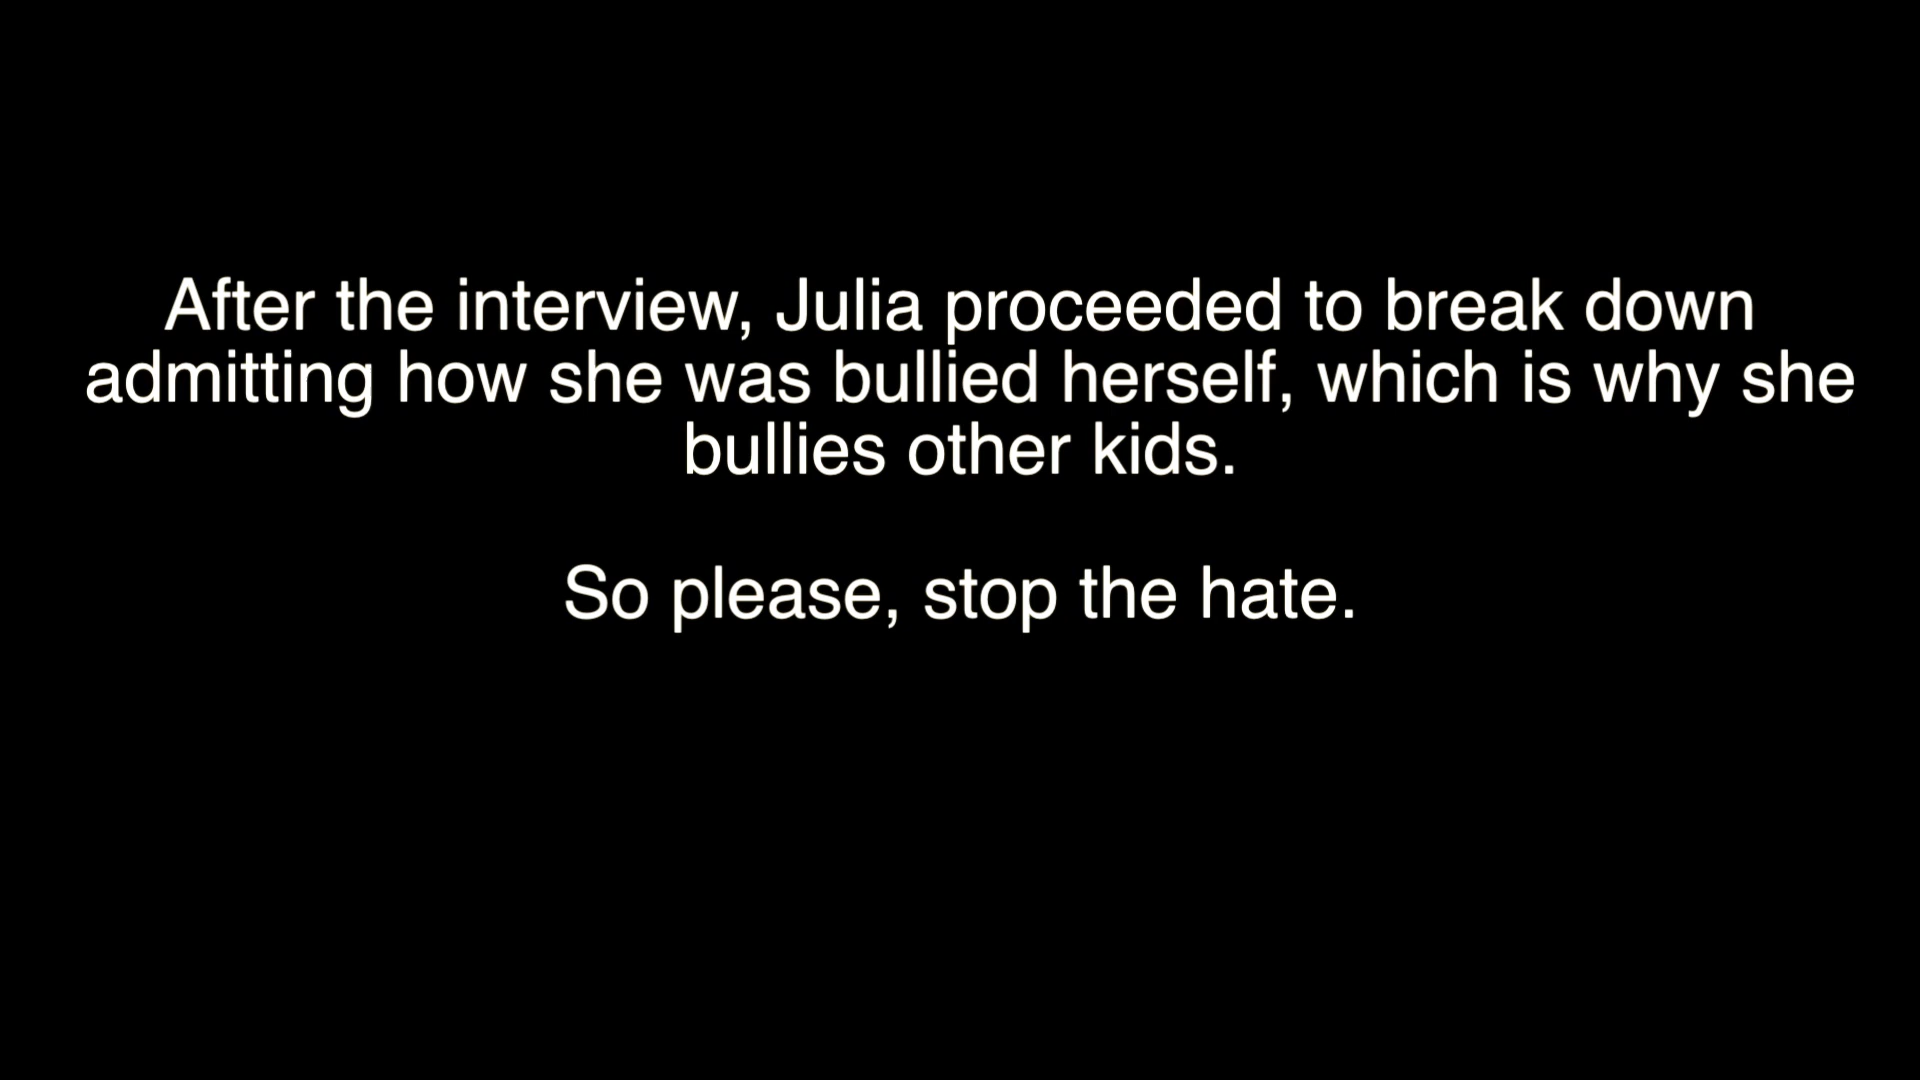 After the interview, Julia proceeded to break down
admitting how she was bullied herself, which is why she
bullies other kids.
So please, stop the hate.